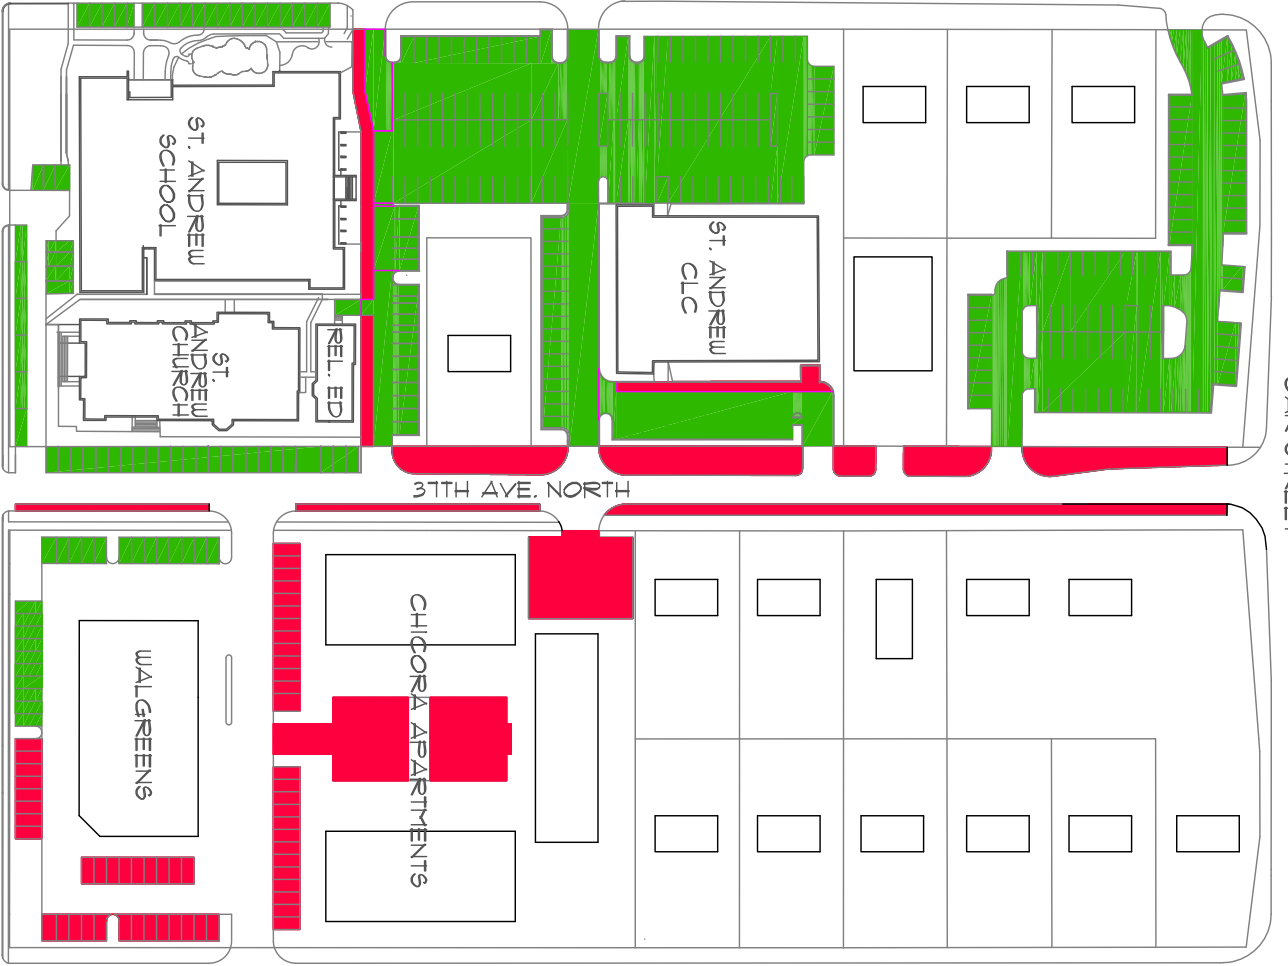 ST. ANDREW
SCHOOL
ST. ANDREW
CLC
ST.
ANDREW
CHURCH
REL. ED
37TH AVE. NORTH
WALGREENS
CHICORA APARTMENTS